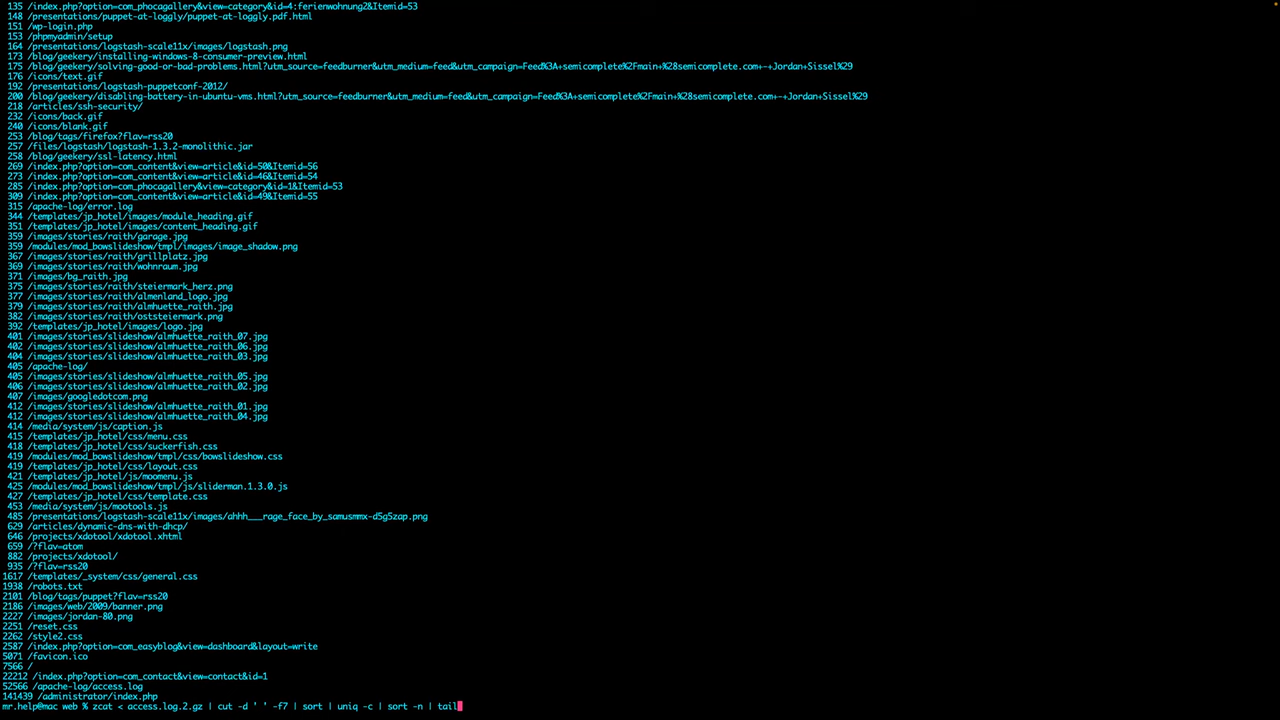 135 /index.php?option=com_phocagallery&view=category&id=4:ferienwohnung2&Itemid=53
148 /presentations/puppet-at-loggly/puppet-at-loggly.pdf.html
151 /wp-login.php
153 /phpmyadmin/setup
164 /presentations/logstash-scale11x/images/logstash.png
173 /blog/geekery/installing-windows-8-consumer-preview.html
175 /blog/geekery/solving-good-or-bad-problems.html?utm_source=feedburner&utm_medium=feed&utm_campaign=Feed%3A+semicomplete%2Fmain+%28semicomplete.com+-+Jordan+Sissel%29
176 /icons/text.gif
192 /presentations/logstash-puppetconf-2012/
200 /blog/geekery/disabling-battery-in-ubuntu-vms.html?utm_source=feedburner&utm_medium=feed&utm_campaign=Feed%3A+semicomplete%2Fmain+%28semicomplete.com+-+Jordan+Sissel%29
218 /articles/ssh-security/
232 /icons/back.gif
240 /icons/blank.gif
253 /blog/tags/firefox?flav=rss20
257 /files/logstash/logstash-1.3.2-monolithic.jar
258 /blog/geekery/ssl-latency.html
269 /index.php?option=com_content&view=article&id=50&Itemid=56
273 /index.php?option=com_content&view=article&id=46&Itemid=54
285 /index.php?option=com_phocagallery&view=category&id=1&Itemid=53
309 /index.php?option=com_content&view=article&id=49&Itemid=55
315 /apache-log/error.log
344 /templates/jp_hotel/images/module_heading.gif
351 /templates/jp_hotel/images/content_heading.gif
359 /images/stories/raith/garage.jpg
359 /modules/mod_bowslideshow/tmpl/images/image_shadow.png
367 /images/stories/raith/grillplatz.jpg
369 /images/stories/raith/wohnraum.jpg
371 /images/bg_raith.jpg
375 /images/stories/raith/steiermark_herz.png
377 /images/stories/raith/almenland_logo.jpg
379 /images/stories/raith/almhuette_raith.jpg
382 /images/stories/raith/oststeiermark.png
392 /templates/jp_hotel/images/logo.jpg
401 /images/stories/slideshow/almhuette_raith_07.jpg
402 /images/stories/slideshow/almhuette_raith_06.jpg
404 /images/stories/slideshow/almhuette_raith_03.jpg
405 /apache-log/
405 /images/stories/slideshow/almhuette_raith_05.jpg
406 /images/stories/slideshow/almhuette_raith_02.jpg
407 /images/googledotcom.png
412 /images/stories/slideshow/almhuette_raith_01.jpg
412 /images/stories/slideshow/almhuette_raith_04.jpg
414 /media/system/js/caption.js
415 /templates/jp_hotel/css/menu.css
418 /templates/jp_hotel/css/suckerfish.css
419 /modules/mod_bowslideshow/tmpl/css/bowslideshow.css
419 /templates/jp_hotel/css/layout.css
421 /templates/jp_hotel/js/moomenu.js
425 /modules/mod_bowslideshow/tmpl/js/sliderman.1.3.0.js
427 /templates/jp_hotel/css/template.css
453 /media/system/js/mootools.js
485 /presentations/logstash-scale11x/images/ahhh___rage_face_by_samusmmx-d5g5zap.png
629 /articles/dynamic-dns-with-dhcp/
646 /projects/xdotool/xdotool.xhtml
659 /?flav=atom
882 /projects/xdotool/
935 /?flav=rss20
1617 /templates/_system/css/general.css
1938 /robots.txt
2101 /blog/tags/puppet?flav=rss20
2186 /images/web/2009/banner.png
2227 /images/jordan-80.png
2251 /reset.css
2262 /style2.css
2587 /index.php?option=com_easyblog&view=dashboard&layout=write
5071 /favicon.ico
7566 /
22212 /index.php?option=com_contact&view=contact&id=1
52566 /apache-log/access.log
141439 /administrator/index.php
mr.help@mac web % zcat < access.log.2.gz | cut -d ' ' -f7 | sort | uniq -c | sort -n | tail